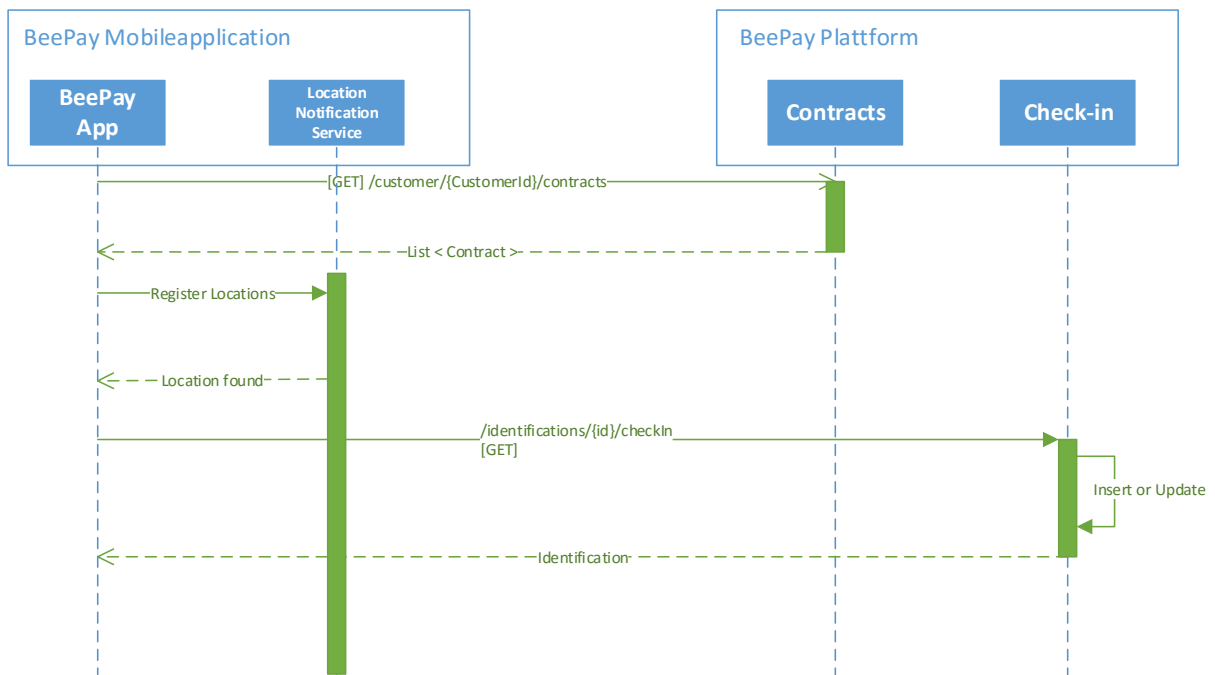 BeePay Mobileapplication
BeePay Plattform
BeePay
App
Location
Notification
Service
Contracts
Check-in
[GET] /customer/{CustomerId}/contracts
List < Contract >
Register Locations
Location found
/identifications/{id}/checkIn
[GET]
Insert or Update
Identification